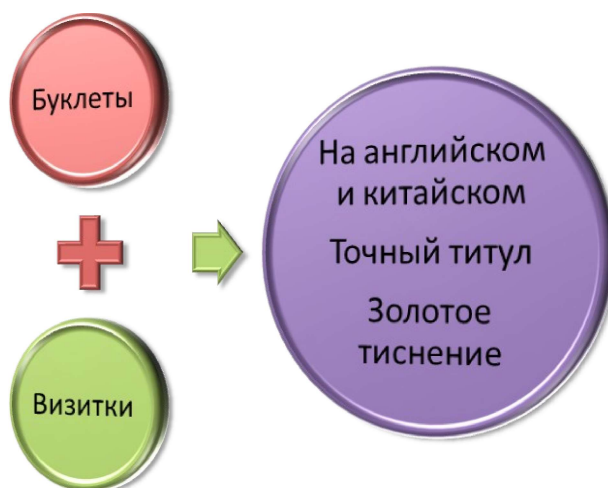 Буклеты
Визитки
На английском
и китайском
Точный титул
Золотое
тиснение